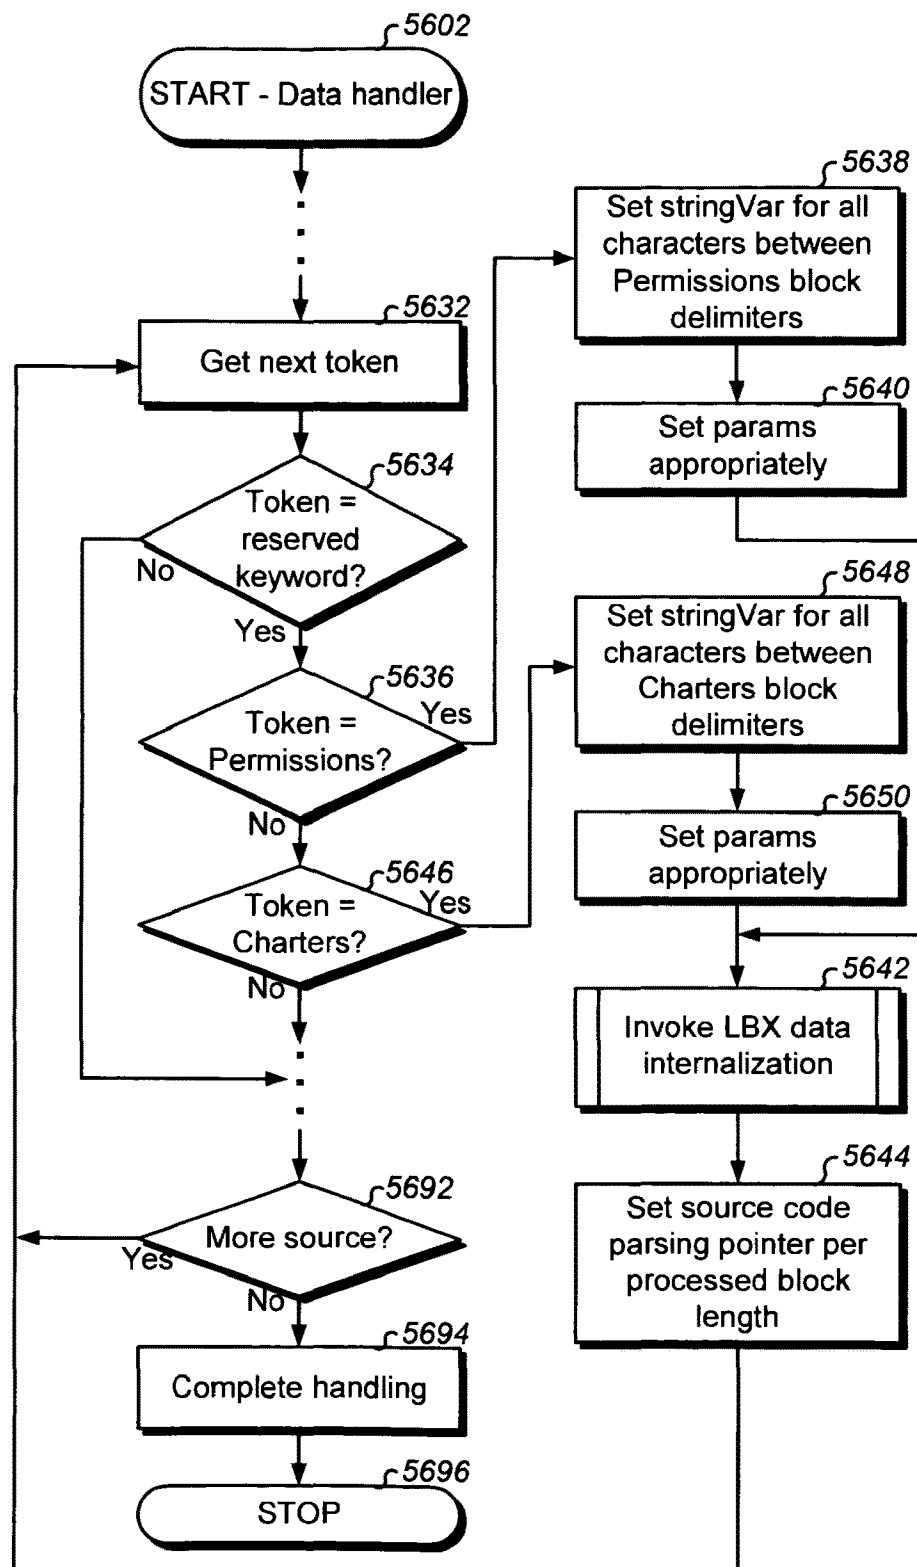 5602
START - Data handler
5632
Get next token
5634
Token =
reserved
keyword?
No
Yes
5636
Token =
Permissions?
Yes
No
5646
Token =
Charters?
Yes
No
5638
Set stringVar for all
characters between
Permissions block
delimiters
5640
Set params
appropriately
5648
Set stringVar for all
characters between
Charters block
delimiters
5650
Set params
appropriately
5642
Invoke LBX data
internalization
5644
Set source code
parsing pointer per
processed block
length
5692
More source?
Yes
No
5694
Complete handling
5696
STOP